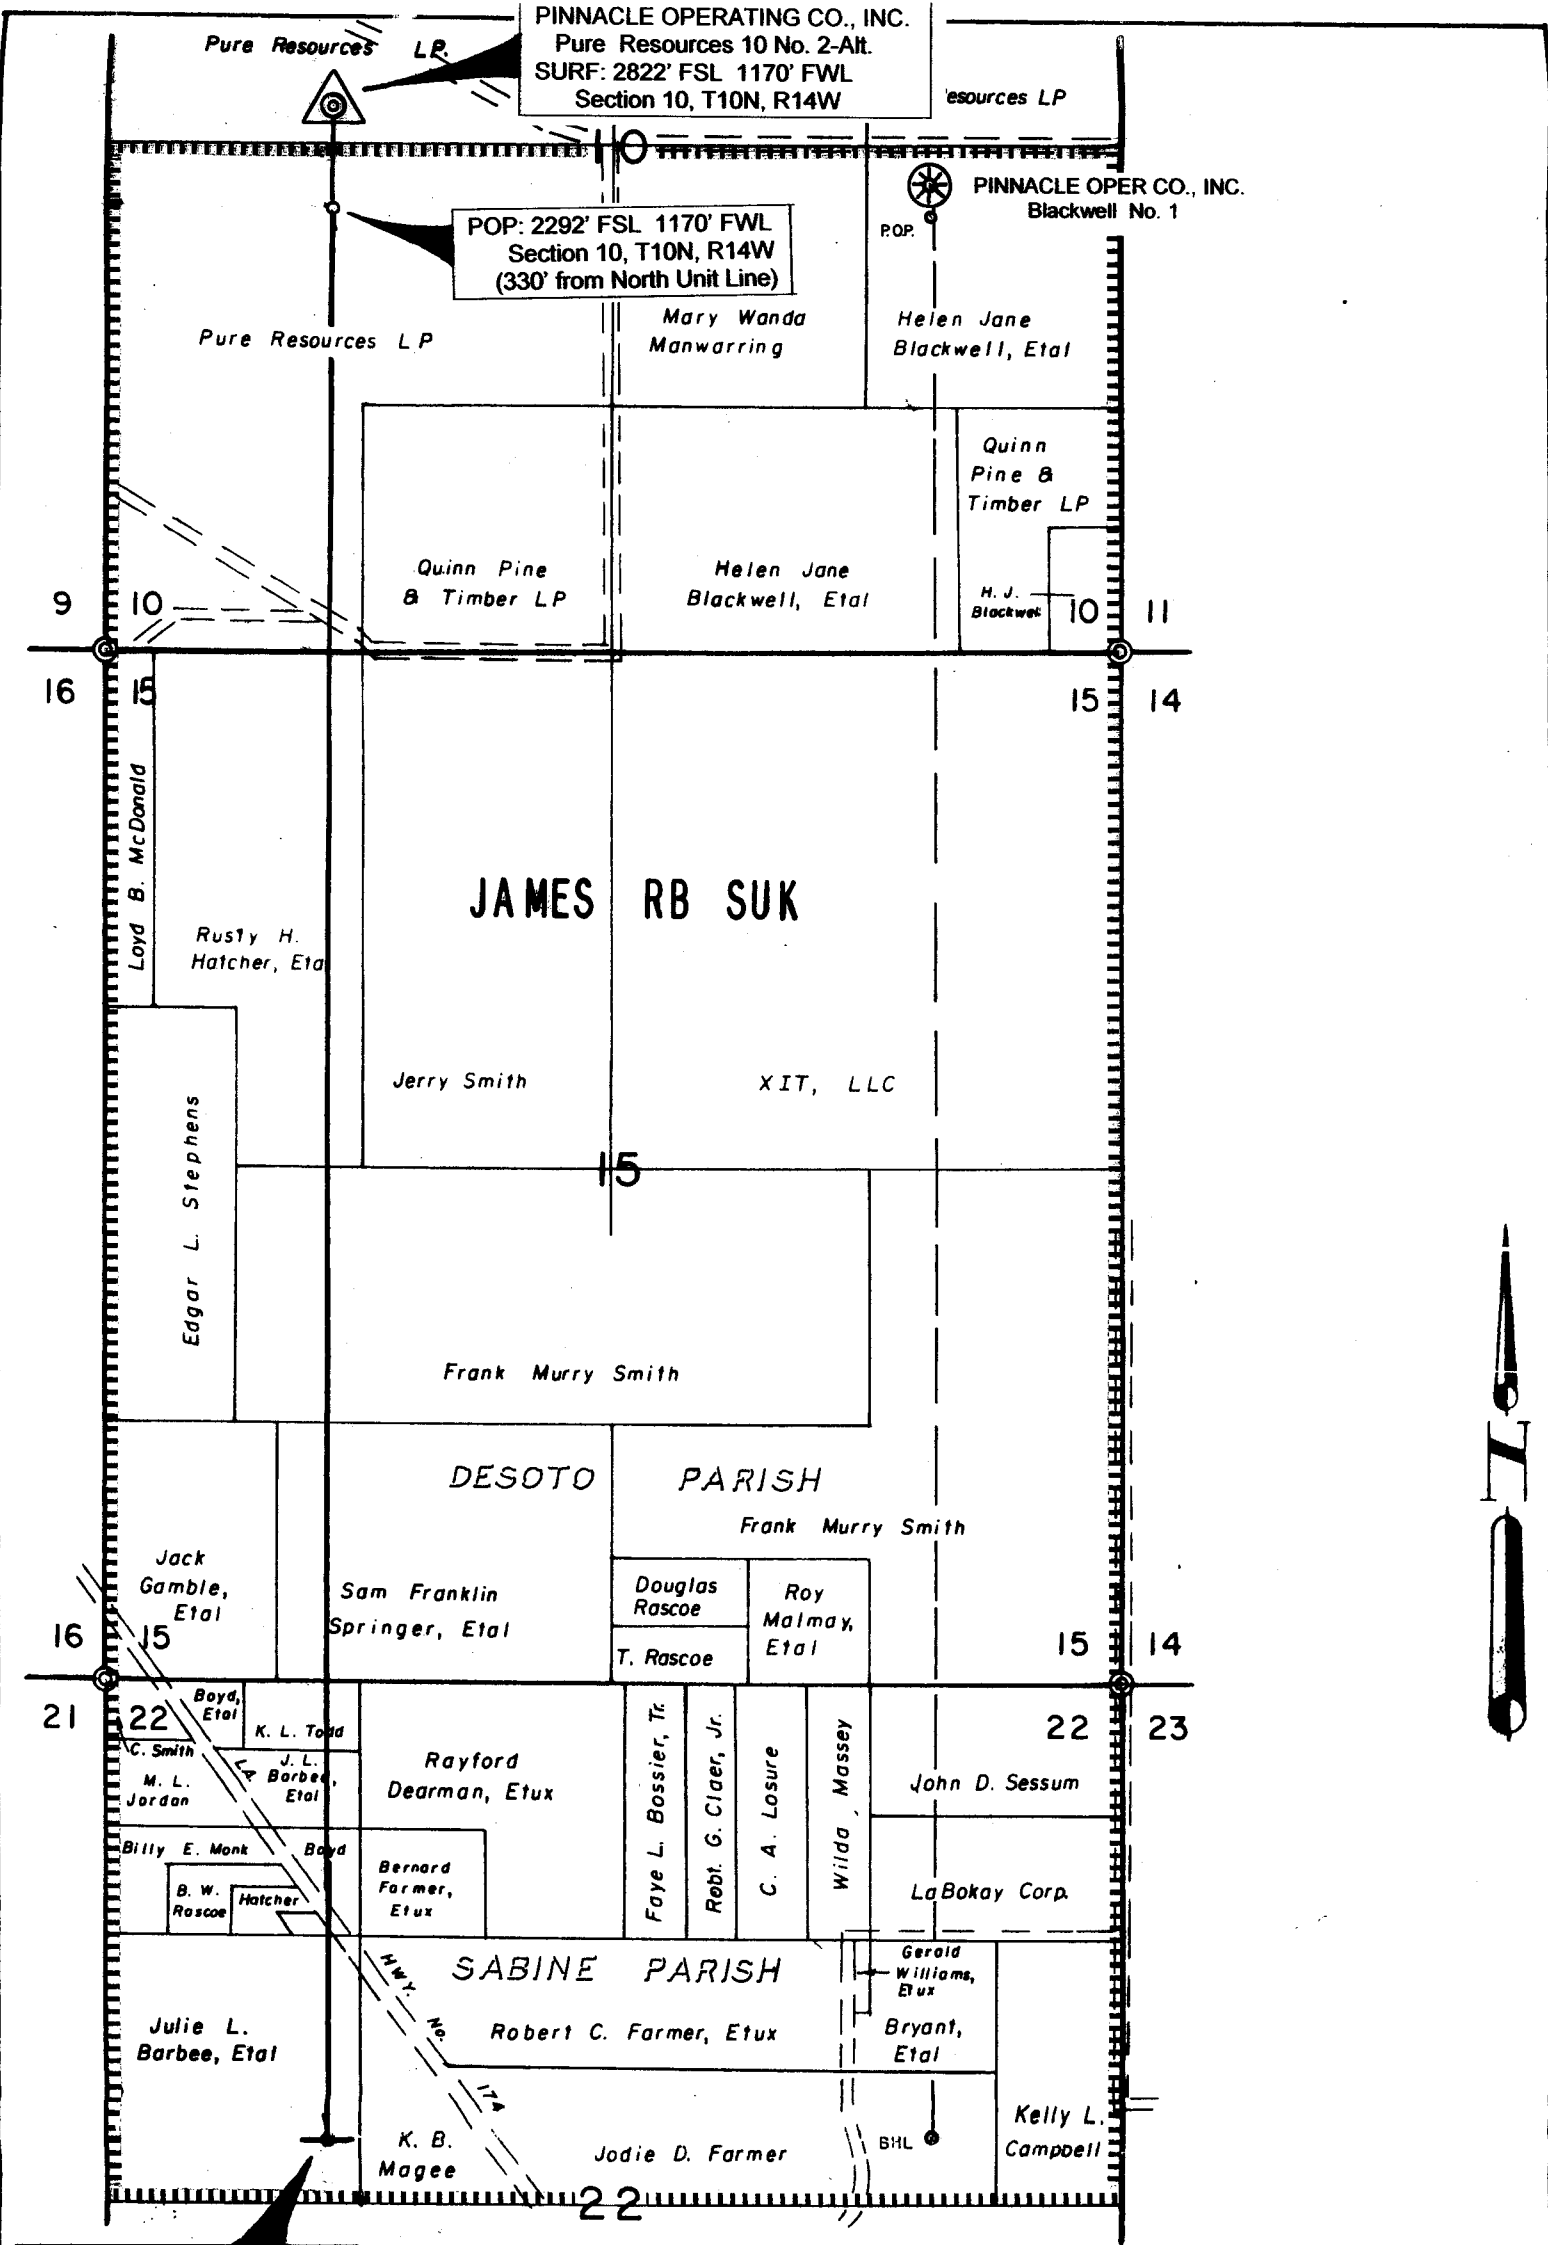 PINNACLE OPERATING CO., INC.
Pure Resources 10 No. 2-Alt.
SURF: 2822' FSL 1170' FWL
Section 10, T10N, R14W
Pure Resources LP.
esources LP
10
PINNACLE OPER CO., INC.
Blackwell No. 1
P.O.P.
POP: 2292' FSL 1170' FWL
Section 10, T10N, R14W
(330' from North Unit Line)
Pure Resources LP
Mary Wanda
Manwarring
Helen Jane
Blackwell, Etal
Quinn
Pine &
Timber LP
Quinn Pine
& Timber LP
Helen Jane
Blackwell, Etal
H. J.
Blackwel
9 10
10 11
16 15
15 14
Loyd B. McDonald
JAMES RB SUK
Rusty H.
Hatcher, Eta
Jerry Smith
XIT, LLC
Edgar L. Stephens
15
Frank Murry Smith
DESOTO PARISH
Frank Murry Smith
Jack
Gamble,
Etal
Sam Franklin
Springer, Etal
Douglas
Rascoe
T. Rascoe
Roy
Malmay,
Etal
16 15
15 14
21 22
22 23
Boyd,
Etal
K. L. Todd
C. Smith
M. L.
Jordan
LA.
J. L.
Barbee,
Etal
Rayford
Dearman, Etux
Faye L. Bossier, Tr.
Robt. G. Claer, Jr.
C. A. Losure
Wilda Massey
John D. Sessum
Billy E. Monk
Boyd
B. W.
Rascoe
Hatcher
Bernard
Farmer,
Etux
LaBokay Corp.
HWY.
No.
174
SABINE PARISH
Gerald
Williams,
Etux
Julie L.
Barbee, Etal
Robert C. Farmer, Etux
Bryant,
Etal
K. B.
Magee
Jodie D. Farmer
BHL
Kelly L.
Campbell
22